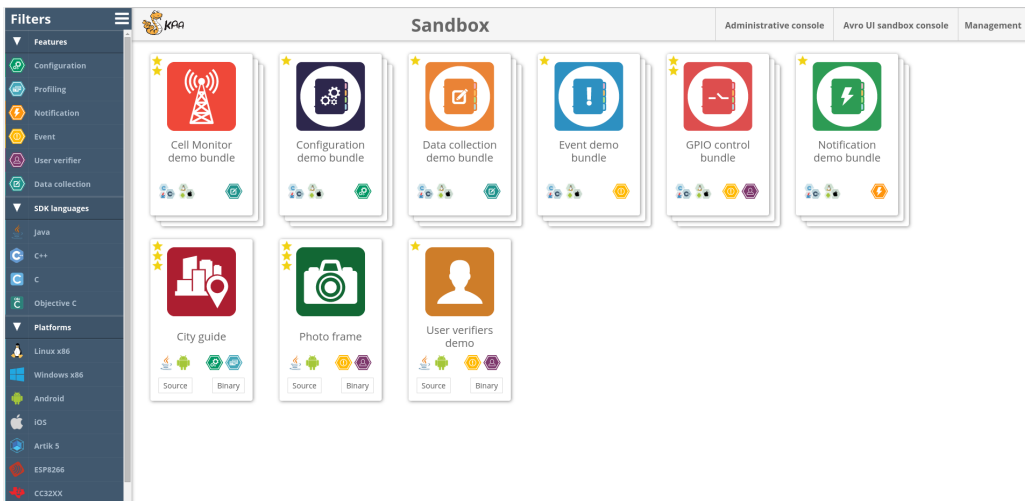 Filters
Features
Configuration
Profiling
Notification
Event
User verifier
Data collection
SDK languages
Java
C++
C
Objective C
Platforms
Linux x86
Windows x86
Android
iOS
Artik 5
ESP8266
CC32XX
KAA
Sandbox
Administrative console
Avro UI sandbox console
Management
Cell Monitor
demo bundle
Configuration
demo bundle
Data collection
demo bundle
Event demo
bundle
GPIO control
bundle
Notification
demo bundle
City guide
Source
Binary
Photo frame
Source
Binary
User verifiers
demo
Source
Binary